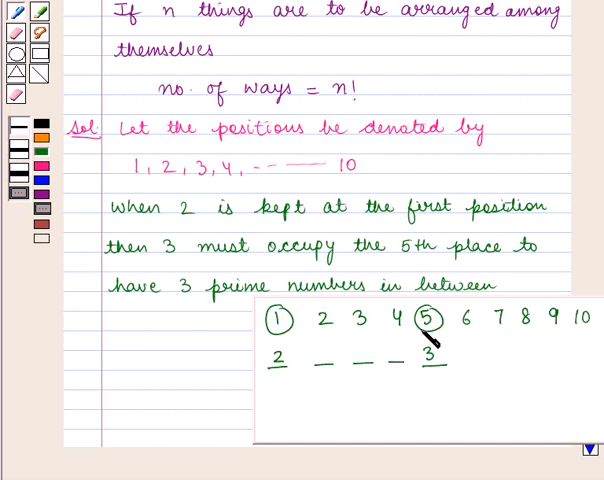 If n things are to be arranged among
themselves
no. of ways = n!
Sol: Let the positions be denoted by
1, 2, 3, 4, ----- 10
when 2 is kept at the first position
then 3 must occupy the 5th place to
have 3 prime numbers in between
1 2 3 4 5 6 7 8 9 10
2 _ _ _ 3